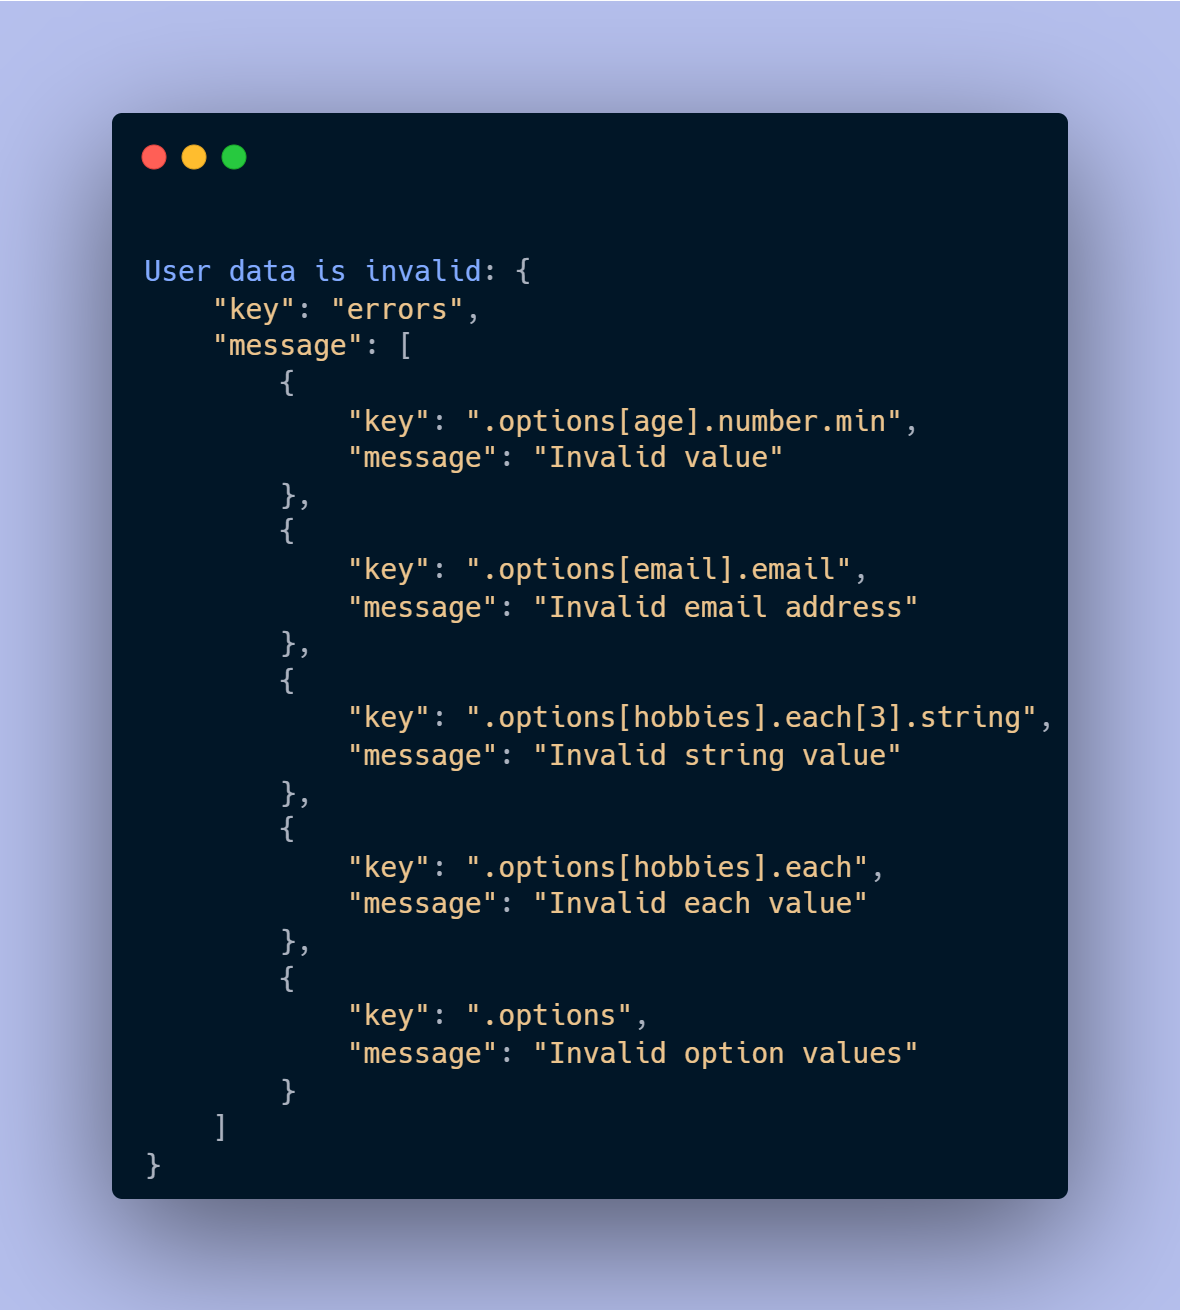 User data is invalid: {
    "key": "errors",
    "message": [
        {
            "key": ".options[age].number.min",
            "message": "Invalid value"
        },
        {
            "key": ".options[email].email",
            "message": "Invalid email address"
        },
        {
            "key": ".options[hobbies].each[3].string",
            "message": "Invalid string value"
        },
        {
            "key": ".options[hobbies].each",
            "message": "Invalid each value"
        },
        {
            "key": ".options",
            "message": "Invalid option values"
        }
    ]
}